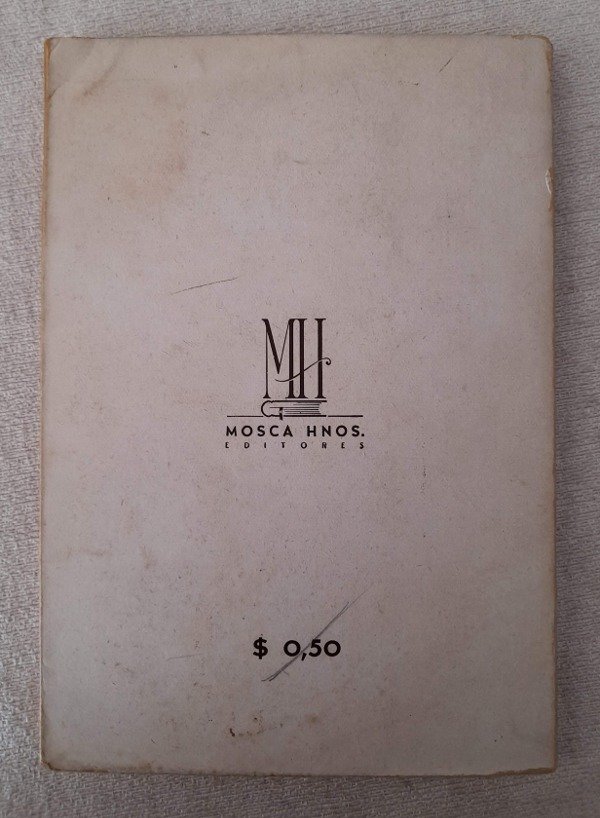 MH
MOSCA HNOS.
EDITORES
$ 0,50